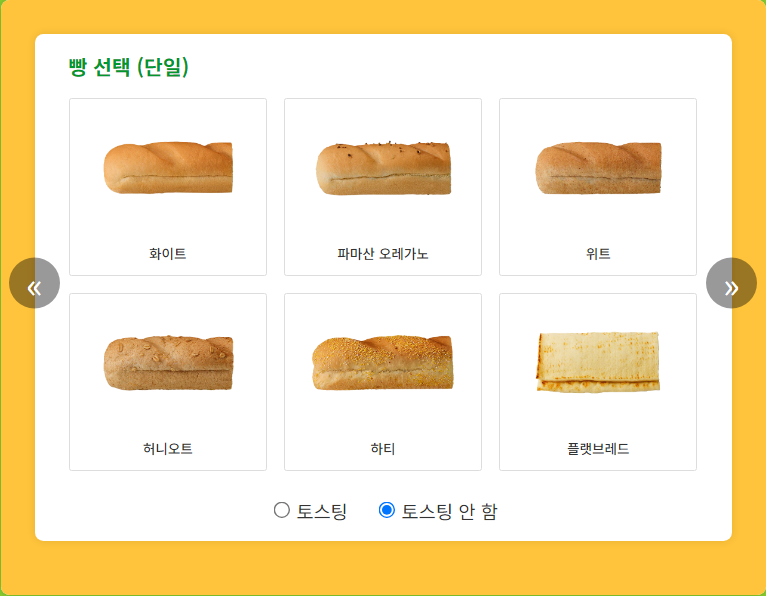 빵 선택 (단일)
화이트
파마산 오레가노
위트
«
»
허니오트
하티
플랫브레드
토스팅
토스팅 안 함